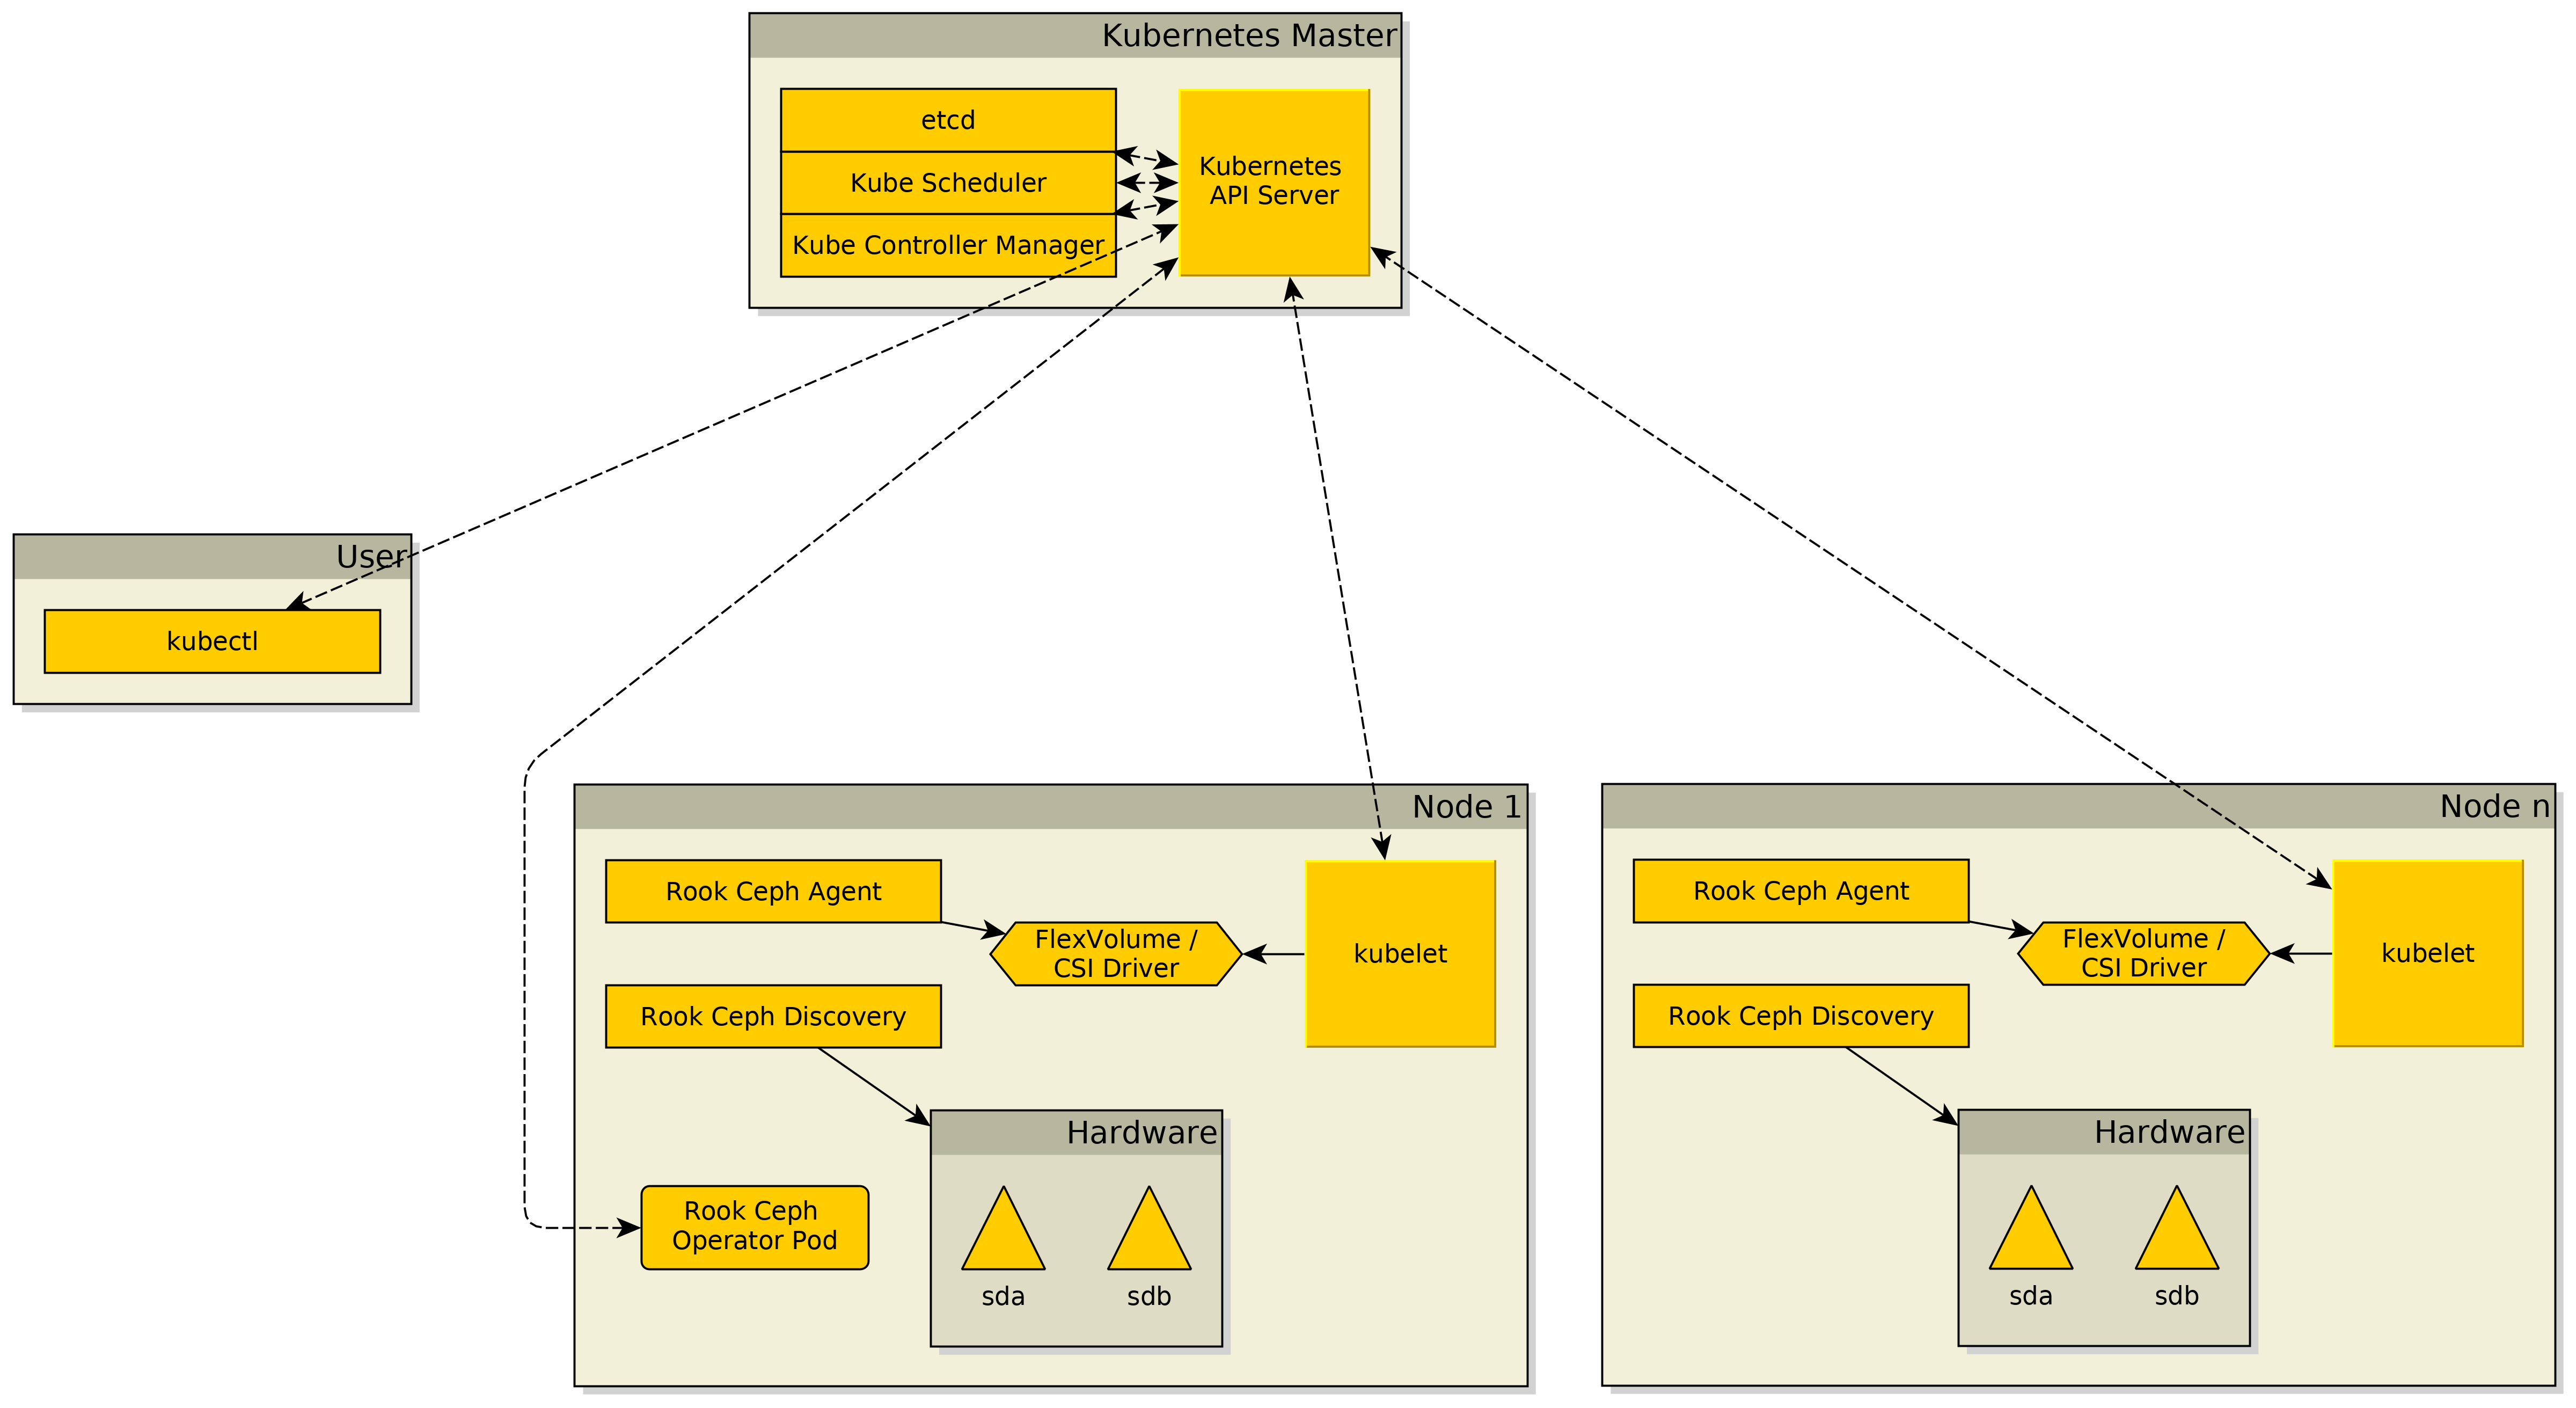 Kubernetes Master
etcd
Kube Scheduler
Kube Controller Manager
Kubernetes
API Server
User
kubectl
Node 1
Rook Ceph Agent
FlexVolume /
CSI Driver
kubelet
Rook Ceph Discovery
Hardware
Rook Ceph
Operator Pod
sda
sdb
Node n
Rook Ceph Agent
FlexVolume /
CSI Driver
kubelet
Rook Ceph Discovery
Hardware
sda
sdb